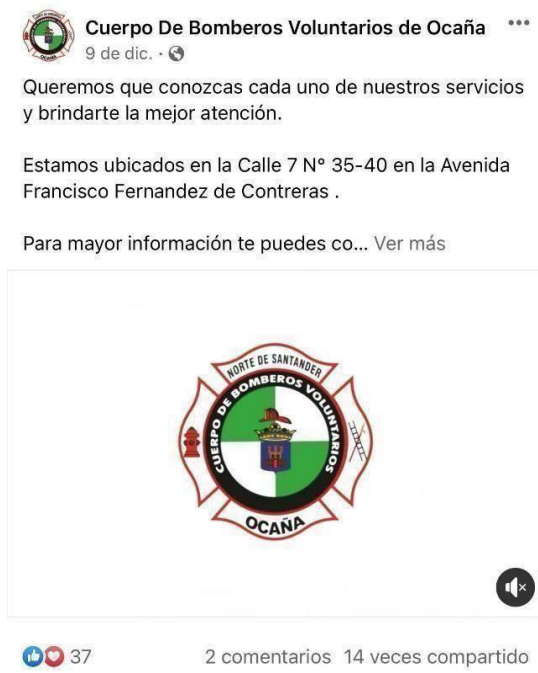 Cuerpo De Bomberos Voluntarios de Ocaña
9 de dic. ·
Queremos que conozcas cada uno de nuestros servicios
y brindarte la mejor atención.
Estamos ubicados en la Calle 7 N° 35-40 en la Avenida
Francisco Fernandez de Contreras .
Para mayor información te puedes co... Ver más
NORTE DE SANTANDER
CUERPO DE BOMBEROS VOLUNTARIOS
OCAÑA
37
2 comentarios 14 veces compartido